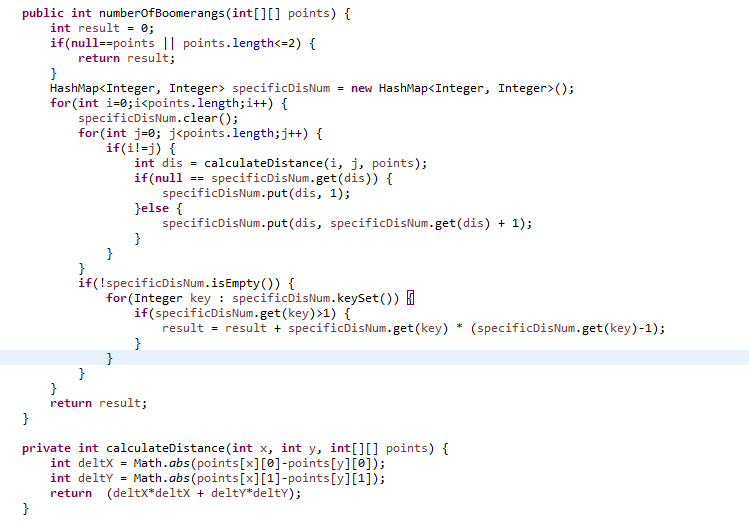 public int numberOfBoomerangs(int[][] points) {
    int result = 0;
    if(null==points || points.length<=2) {
        return result;
    }
    HashMap<Integer, Integer> specificDisNum = new HashMap<Integer, Integer>();
    for(int i=0;i<points.length;i++) {
        specificDisNum.clear();
        for(int j=0; j<points.length;j++) {
            if(i!=j) {
                int dis = calculateDistance(i, j, points);
                if(null == specificDisNum.get(dis)) {
                    specificDisNum.put(dis, 1);
                }else {
                    specificDisNum.put(dis, specificDisNum.get(dis) + 1);
                }
            }
        }
        if(!specificDisNum.isEmpty()) {
            for(Integer key : specificDisNum.keySet()) {
                if(specificDisNum.get(key)>1) {
                    result = result + specificDisNum.get(key) * (specificDisNum.get(key)-1);
                }
            }
        }
    }
    return result;
}

private int calculateDistance(int x, int y, int[][] points) {
    int deltX = Math.abs(points[x][0]-points[y][0]);
    int deltY = Math.abs(points[x][1]-points[y][1]);
    return  (deltX*deltX + deltY*deltY);
}